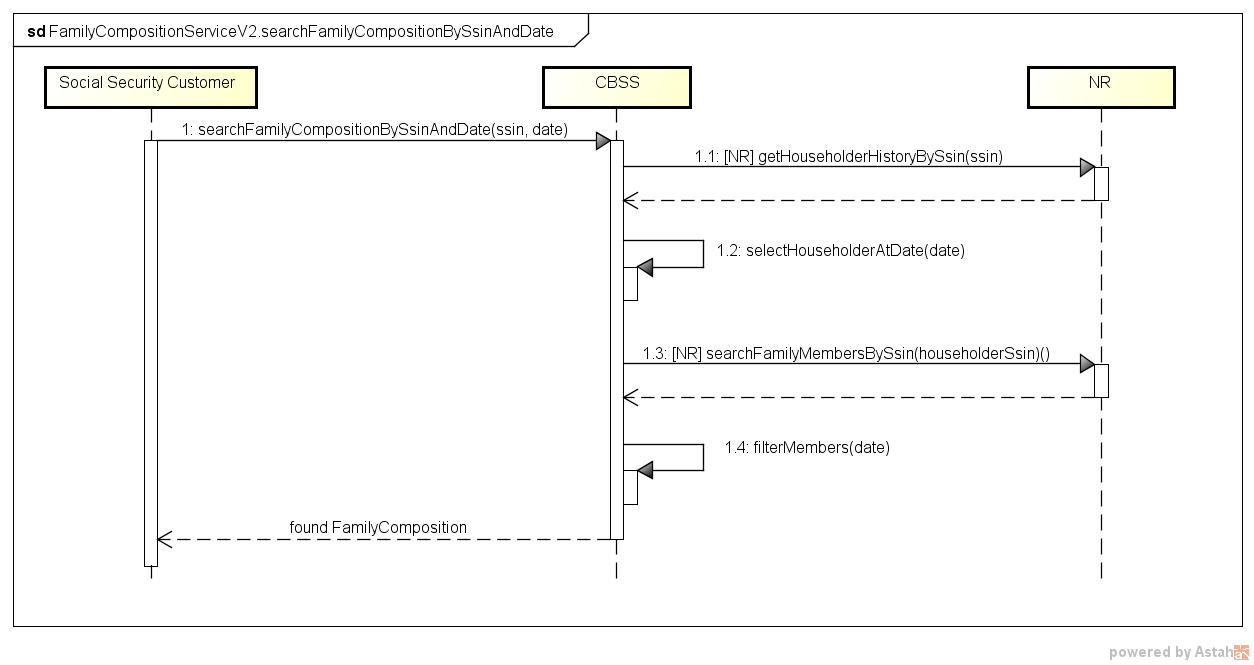 sd FamilyCompositionServiceV2.searchFamilyCompositionBySsinAndDate
Social Security Customer
CBSS
NR
1: searchFamilyCompositionBySsinAndDate(ssin, date)
1.1: [NR] getHouseholderHistoryBySsin(ssin)
1.2: selectHouseholderAtDate(date)
1.3: [NR] searchFamilyMembersBySsin(householderSsin)()
1.4: filterMembers(date)
found FamilyComposition
powered by Astah